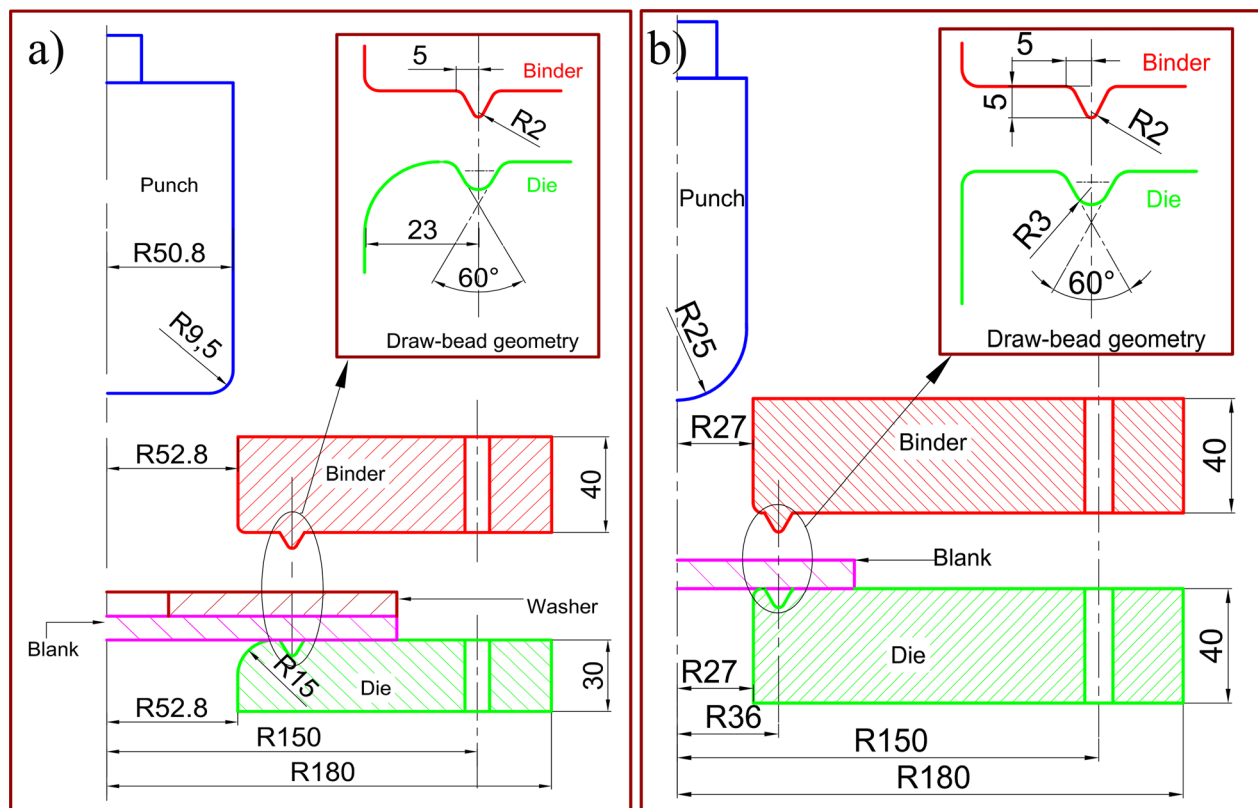 a)
5
Binder
R2
Die
23
60°
Draw-bead geometry
Punch
R50.8
R9,5
R52.8
Binder
40
Washer
Blank
R15
Die
30
R52.8
R150
R180
b)
5
Binder
5
R2
Die
R3
60°
Draw-bead geometry
Punch
R25
R27
Binder
40
Blank
Die
40
R27
R36
R150
R180